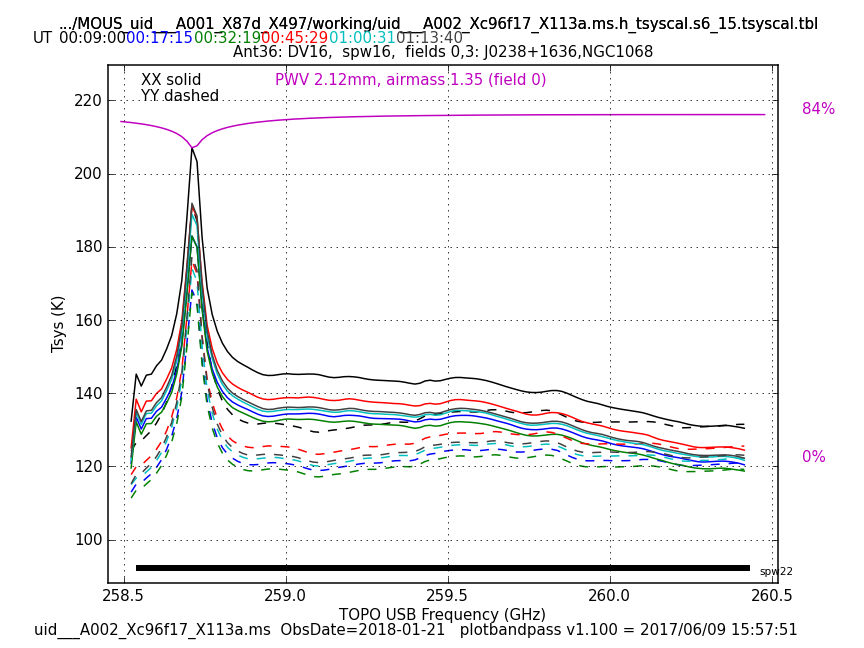 .../MOUS_uid___A001_X87d_X497/working/uid___A002_Xc96f17_X113a.ms.h_tsyscal.s6_15.tsyscal.tbl
UT 00:09:00 00:17:15 00:32:19 00:45:29 01:00:31 01:13:40
Ant36: DV16, spw16, fields 0,3: J0238+1636,NGC1068
XX solid
PWV 2.12mm, airmass 1.35 (field 0)
YY dashed
84%
0%
220
200
180
160
140
120
100
Tsys (K)
spw22
258.5 259.0 259.5 260.0 260.5
TOPO USB Frequency (GHz)
uid___A002_Xc96f17_X113a.ms ObsDate=2018-01-21 plotbandpass v1.100 = 2017/06/09 15:57:51